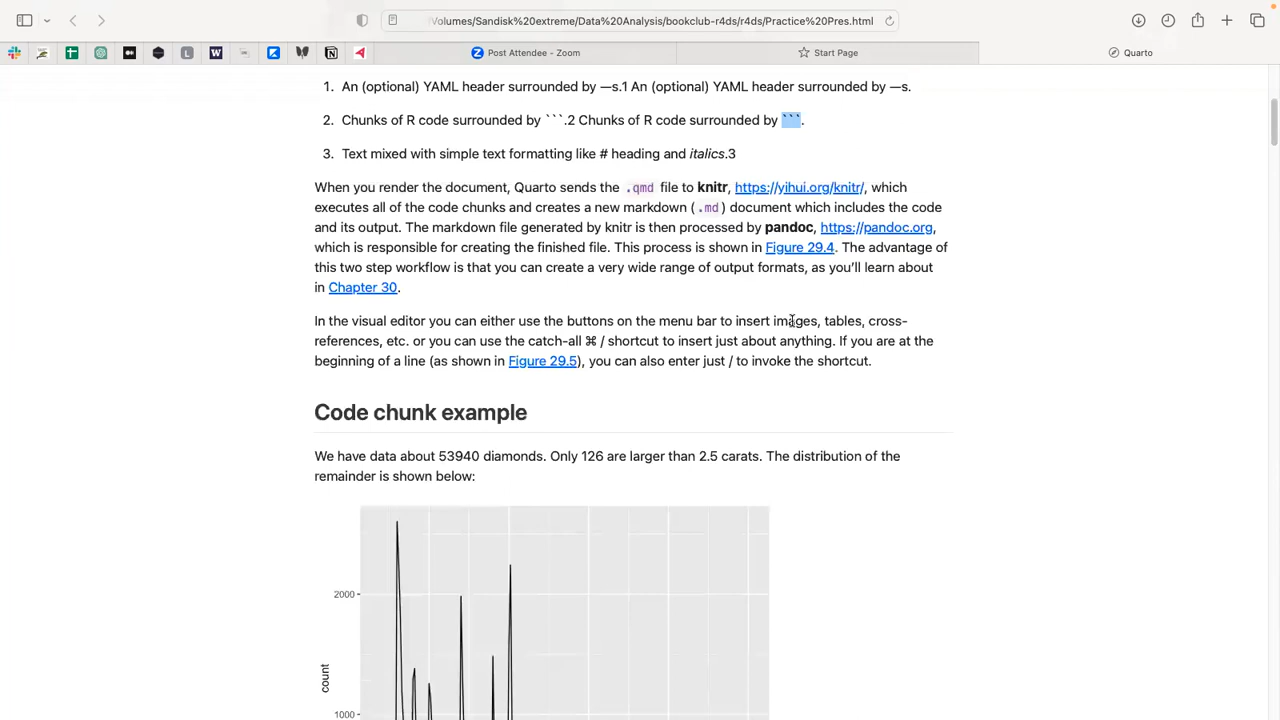 /Volumes/Sandisk%20extreme/Data%20Analysis/bookclub-r4ds/r4ds/Practice%20Pres.html
Post Attendee - Zoom
Start Page
Quarto
1. An (optional) YAML header surrounded by —s.1 An (optional) YAML header surrounded by —s.
2. Chunks of R code surrounded by ```.2 Chunks of R code surrounded by ```.
3. Text mixed with simple text formatting like # heading and italics.3
When you render the document, Quarto sends the .qmd file to knitr, https://yihui.org/knitr/, which
executes all of the code chunks and creates a new markdown (.md) document which includes the code
and its output. The markdown file generated by knitr is then processed by pandoc, https://pandoc.org,
which is responsible for creating the finished file. This process is shown in Figure 29.4. The advantage of
this two step workflow is that you can create a very wide range of output formats, as you'll learn about
in Chapter 30.
In the visual editor you can either use the buttons on the menu bar to insert images, tables, cross-
references, etc. or you can use the catch-all ⌘ / shortcut to insert just about anything. If you are at the
beginning of a line (as shown in Figure 29.5), you can also enter just / to invoke the shortcut.
Code chunk example
We have data about 53940 diamonds. Only 126 are larger than 2.5 carats. The distribution of the
remainder is shown below:
2000
count
1000